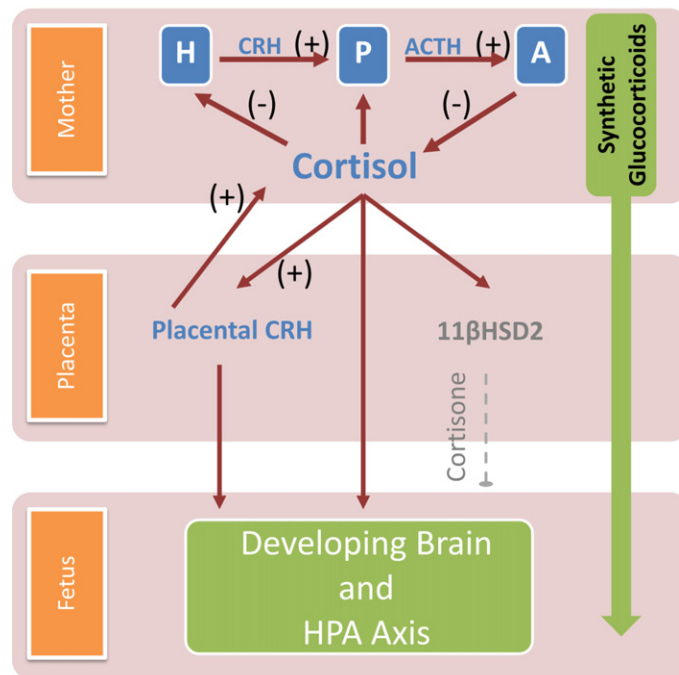 Mother
H
CRH
(+)
P
ACTH
(+)
A
(-)
(-)
Cortisol
Synthetic
Glucocorticoids
(+)
(+)
Placenta
Placental CRH
11βHSD2
Cortisone
Fetus
Developing Brain
and
HPA Axis